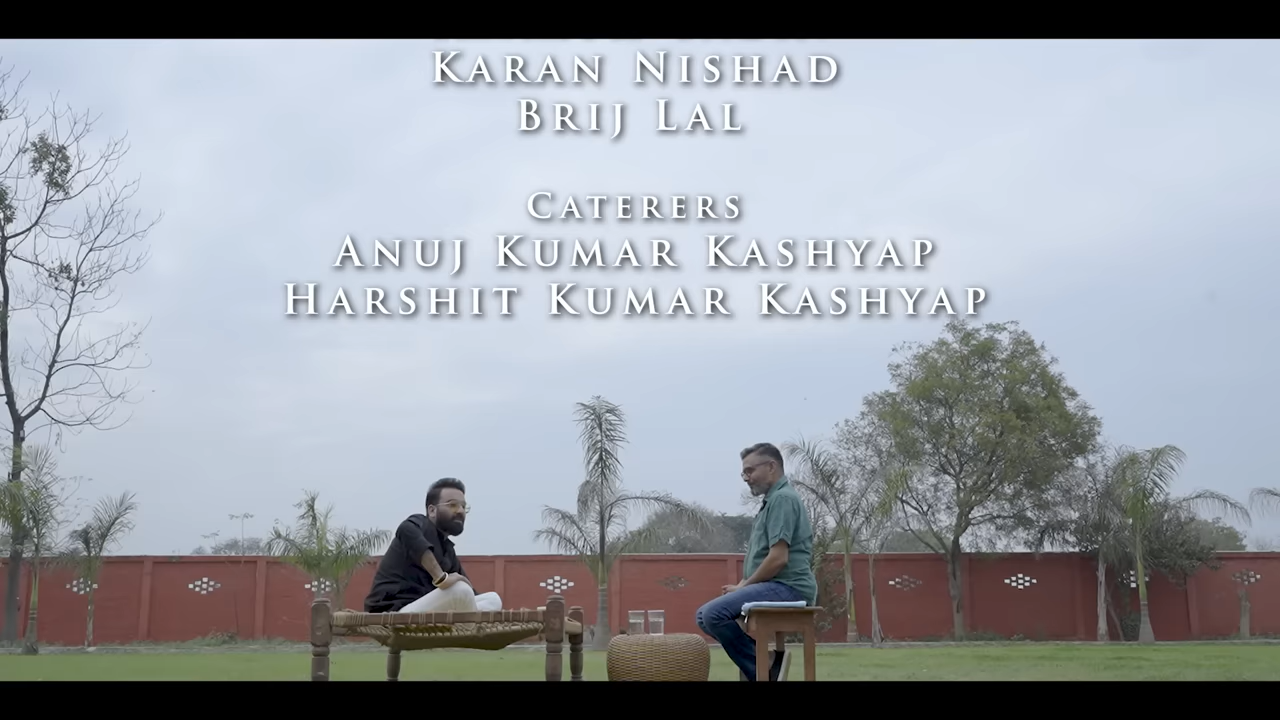 Karan Nishad
Brij Lal
Caterers
Anuj Kumar Kashyap
Harshit Kumar Kashyap